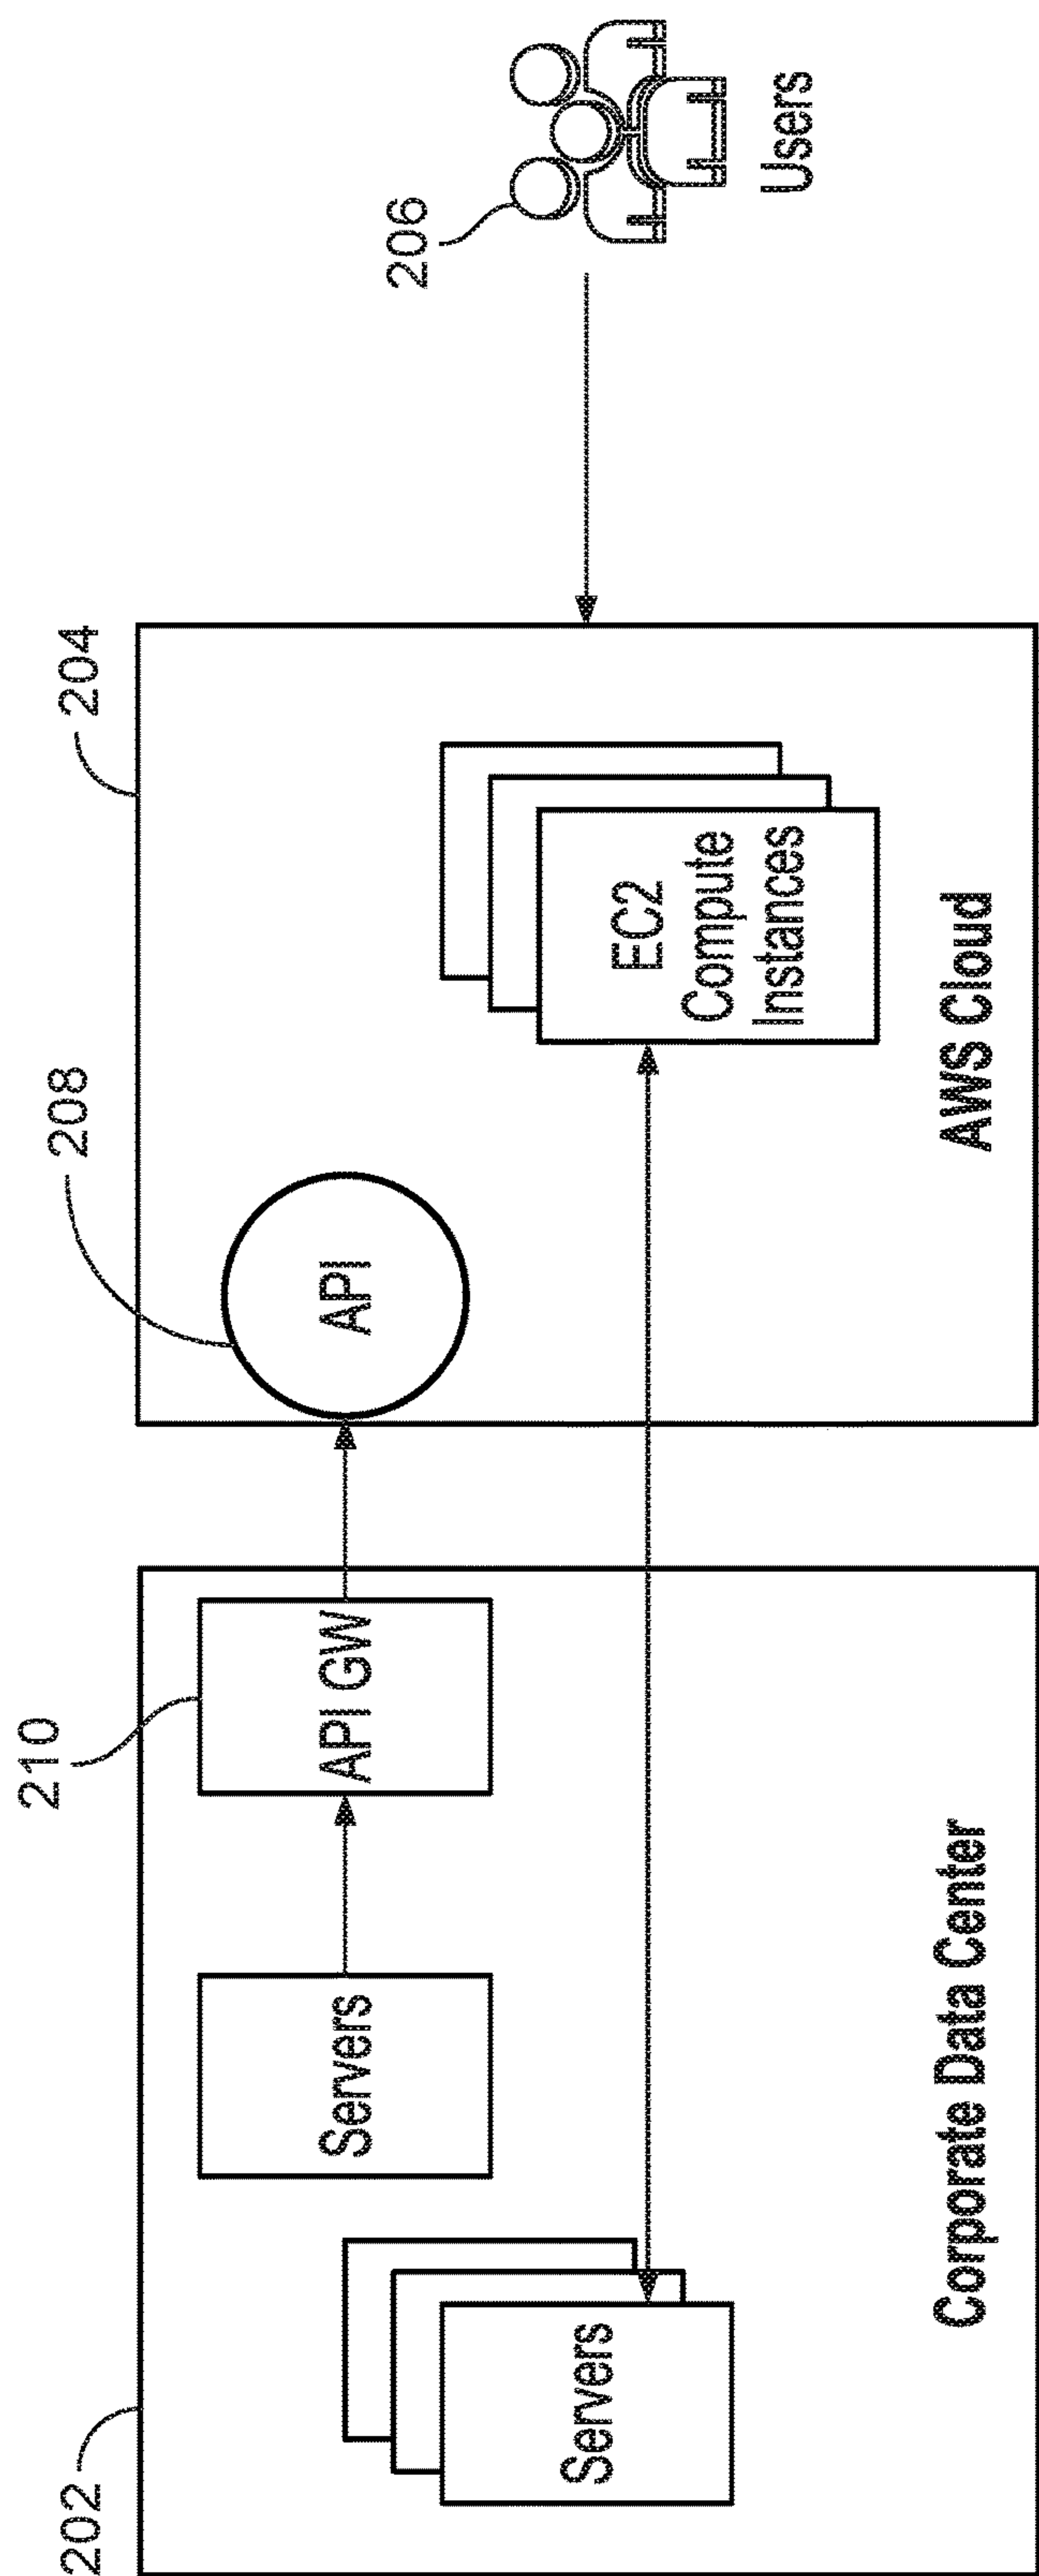 202
210
208
204
206
Servers
Servers
API GW
API
EC2
Compute
Instances
Users
Corporate Data Center
AWS Cloud